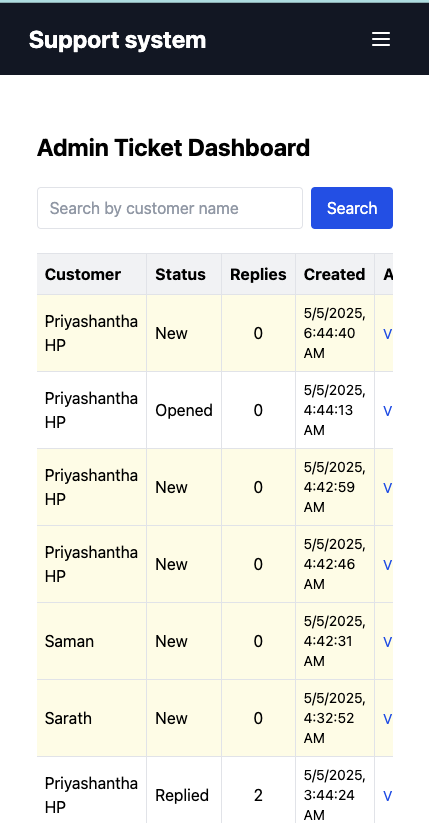 Support system
Admin Ticket Dashboard
Search by customer name Search
Customer Status Replies Created A
Priyashantha HP New 0 5/5/2025, 6:44:40 AM V
Priyashantha HP Opened 0 5/5/2025, 4:44:13 AM V
Priyashantha HP New 0 5/5/2025, 4:42:59 AM V
Priyashantha HP New 0 5/5/2025, 4:42:46 AM V
Saman New 0 5/5/2025, 4:42:31 AM V
Sarath New 0 5/5/2025, 4:32:52 AM V
Priyashantha HP Replied 2 5/5/2025, 3:44:24 AM V